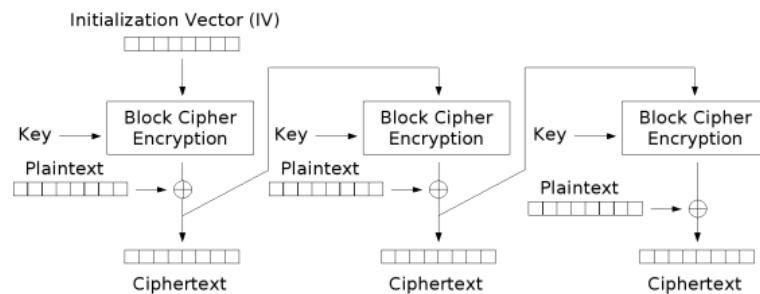 Initialization Vector (IV)
Key
Block Cipher
Encryption
Plaintext
Ciphertext
Key
Block Cipher
Encryption
Plaintext
Ciphertext
Key
Block Cipher
Encryption
Plaintext
Ciphertext